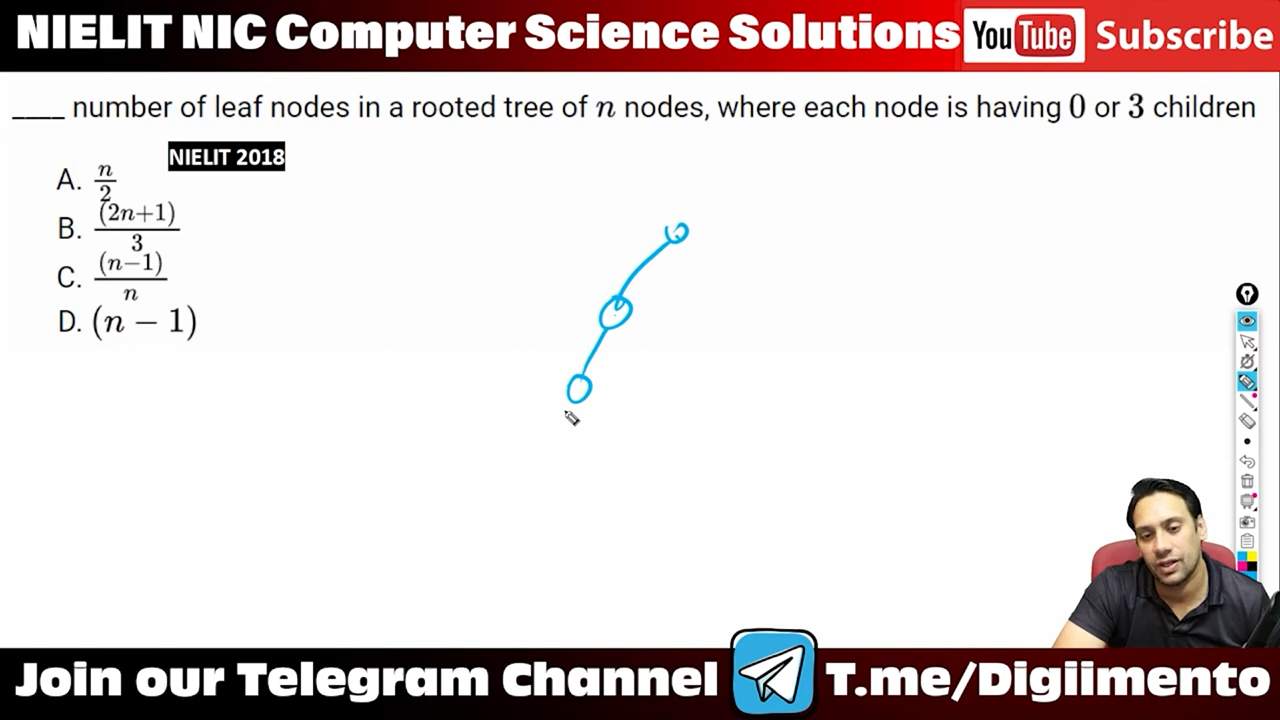 NIELIT NIC Computer Science Solutions YouTube Subscribe
____ number of leaf nodes in a rooted tree of n nodes, where each node is having 0 or 3 children
NIELIT 2018
A. n/2
B. (2n+1)/3
C. (n−1)/n
D. (n − 1)
Join our Telegram Channel T.me/Digiimento